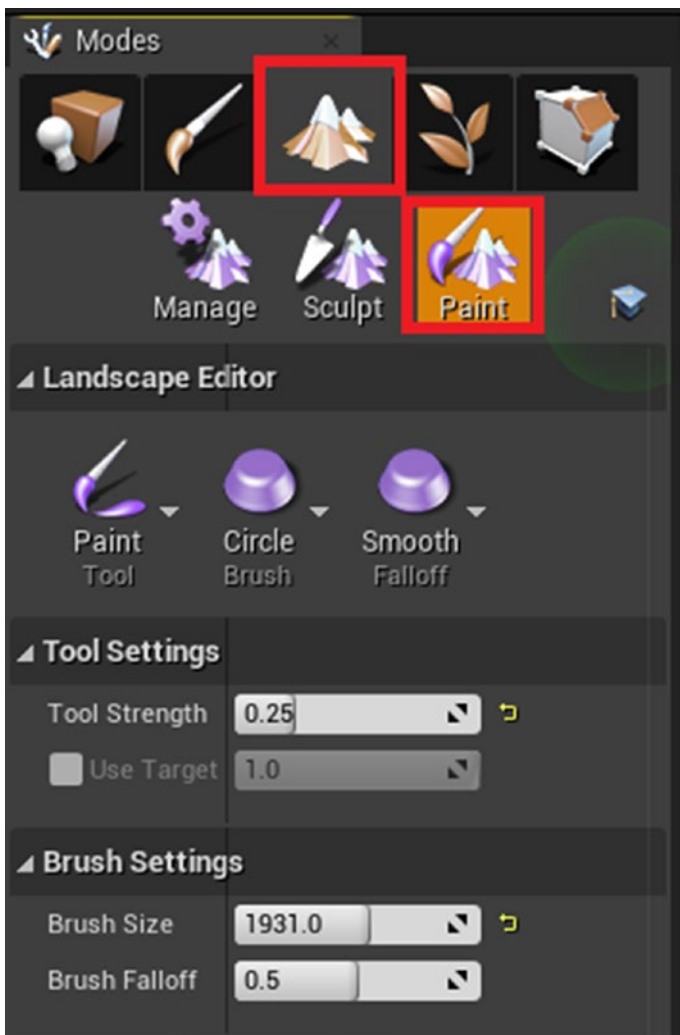 Modes
Manage Sculpt Paint
Landscape Editor
Paint Circle Smooth
Tool Brush Falloff
Tool Settings
Tool Strength 0.25
Use Target 1.0
Brush Settings
Brush Size 1931.0
Brush Falloff 0.5